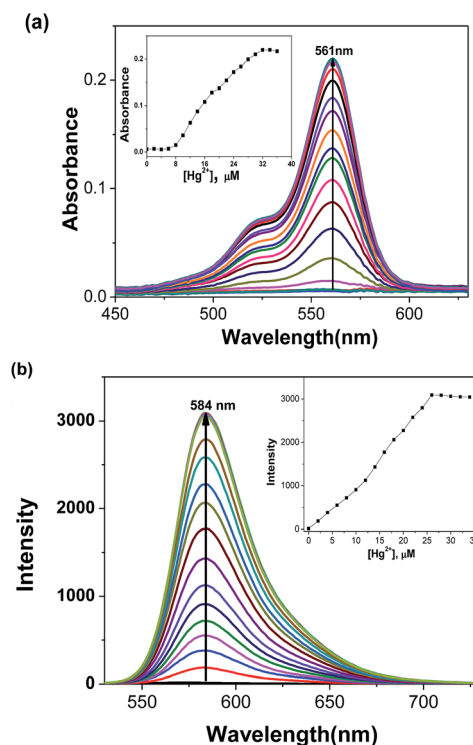 (a)
561nm
0.2
0.1
0.0
Absorbance
450 500 550 600
Wavelength(nm)
0.2
0.1
0.0
Absorbance
0 8 16 24 32 40
[Hg²⁺], μM
(b)
584 nm
3000
2000
1000
0
Intensity
550 600 650 700
Wavelength(nm)
3000
2000
1000
0
Intensity
0 5 10 15 20 25 30
[Hg²⁺], μM